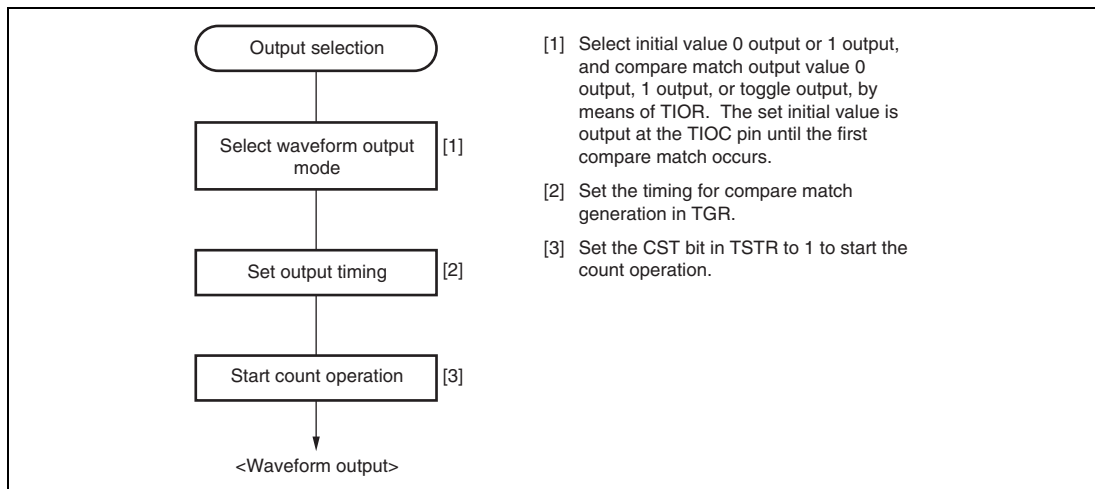 Output selection
Select waveform output
mode
[1]
Set output timing
[2]
Start count operation
[3]
<Waveform output>
[1] Select initial value 0 output or 1 output,
and compare match output value 0
output, 1 output, or toggle output, by
means of TIOR. The set initial value is
output at the TIOC pin until the first
compare match occurs.
[2] Set the timing for compare match
generation in TGR.
[3] Set the CST bit in TSTR to 1 to start the
count operation.